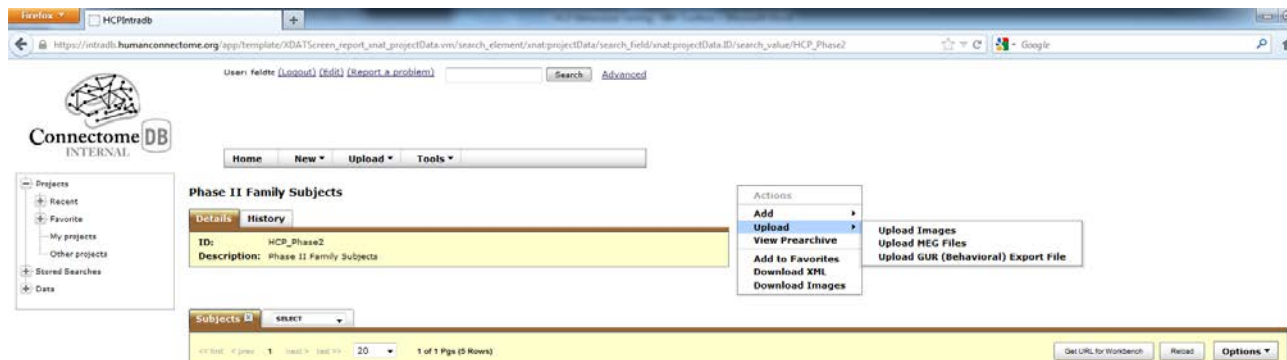 Firefox
HCPIntradb
+
https://intradb.humanconnectome.org/app/template/XDATScreen_report_xnat_projectData.vm/search_element/xnat:projectData/search_field/xnat:projectData.ID/search_value/HCP_Phase2
Google
User: feldtc (Logout) (Edit) (Report a problem)
Search
Advanced
Connectome DB
INTERNAL
Home New Upload Tools
Projects
Recent
Favorite
My projects
Other projects
Stored Searches
Data
Phase II Family Subjects
Details History
ID: HCP_Phase2
Description: Phase II Family Subjects
Actions
Add
Upload
View Prearchive
Add to Favorites
Download XML
Download Images
Upload Images
Upload MEG Files
Upload GUR (Behavioral) Export File
Subjects SELECT
<< first < prev 1 next > last >> 20 1 of 1 Pgs (5 Rows)
Get URL for Workbench Reload Options